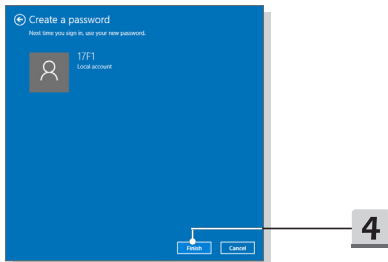 Create a password
Next time you sign in, use your new password.
17F1
Local account
Finish Cancel
4